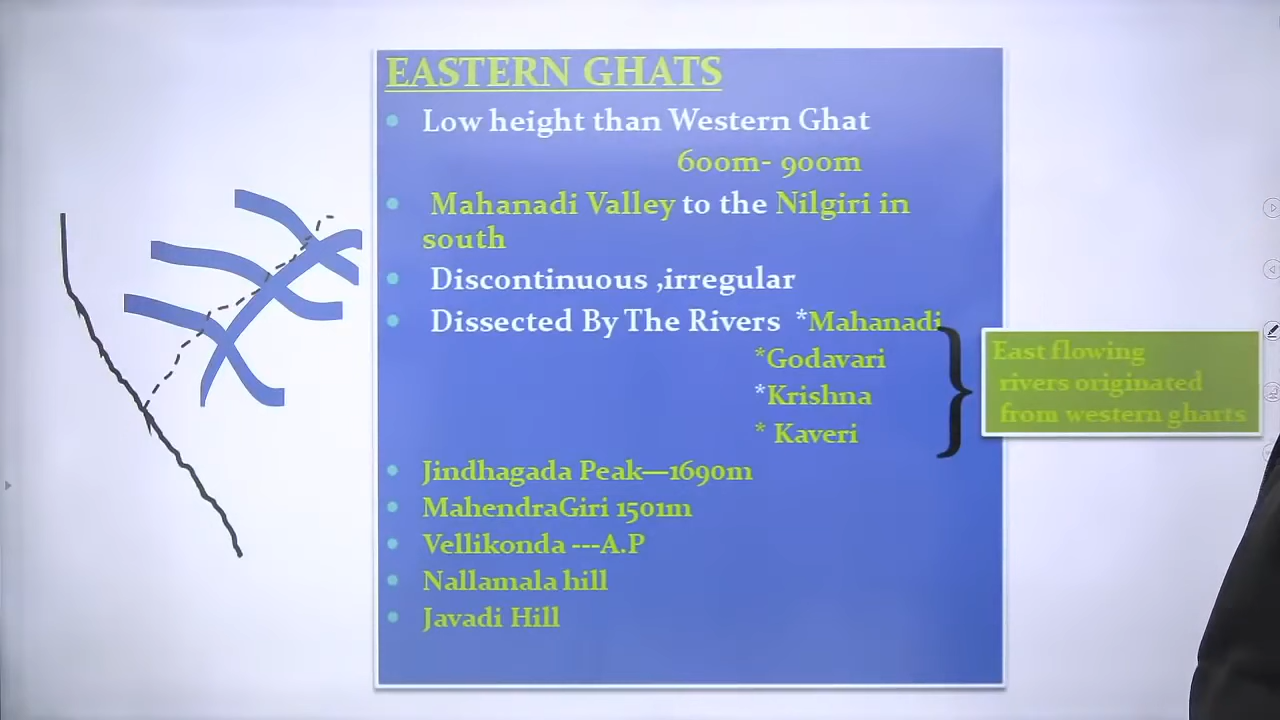 EASTERN GHATS
• Low height than Western Ghat
600m- 900m
• Mahanadi Valley to the Nilgiri in
south
• Discontinuous ,irregular
• Dissected By The Rivers *Mahanadi
*Godavari
*Krishna
* Kaveri
East flowing
rivers originated
from western gharts
• Jindhagada Peak—1690m
• MahendraGiri 1501m
• Vellikonda ---A.P
• Nallamala hill
• Javadi Hill